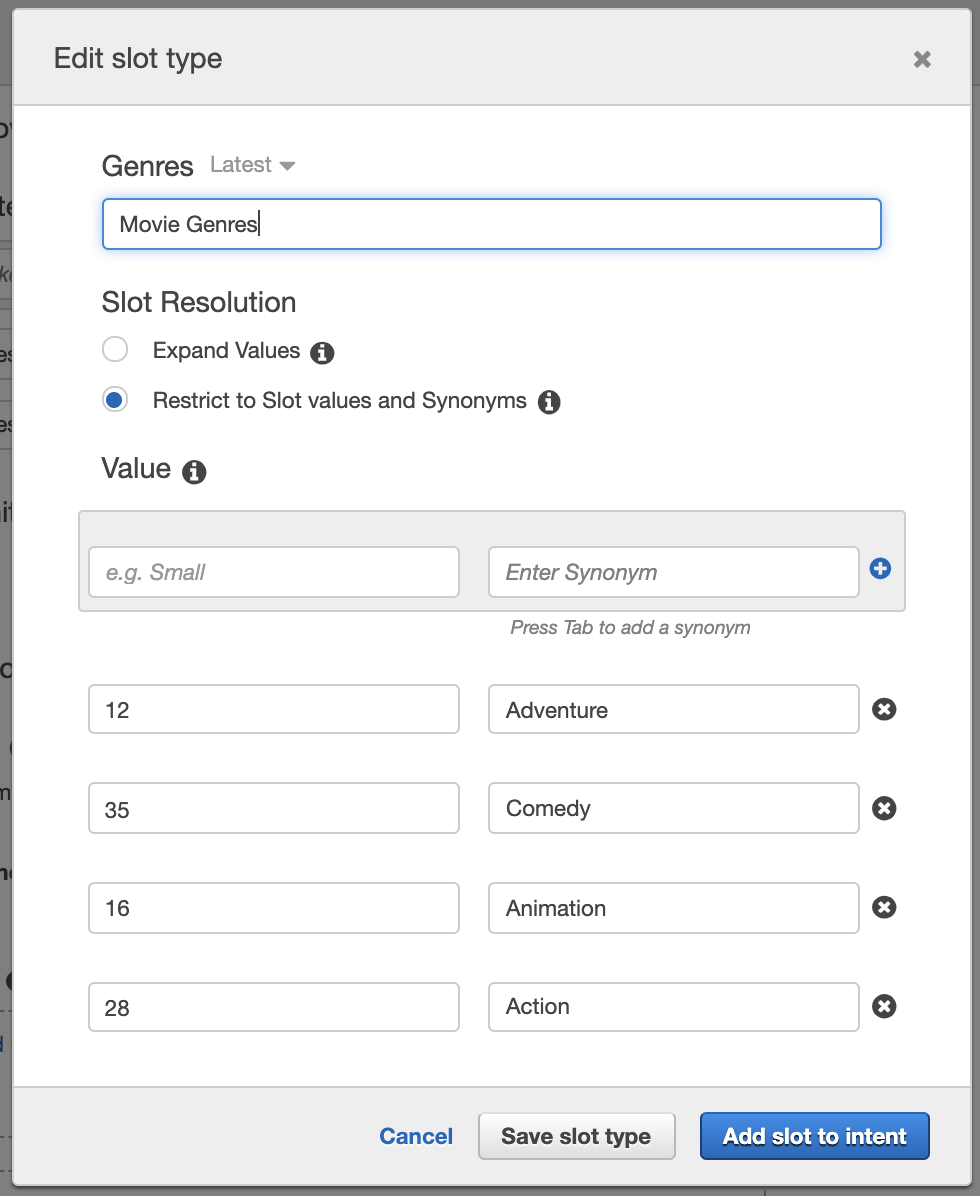 Edit slot type
Genres Latest
Movie Genres
Slot Resolution
Expand Values
Restrict to Slot values and Synonyms
Value
e.g. Small Enter Synonym
Press Tab to add a synonym
12 Adventure
35 Comedy
16 Animation
28 Action
Cancel Save slot type Add slot to intent